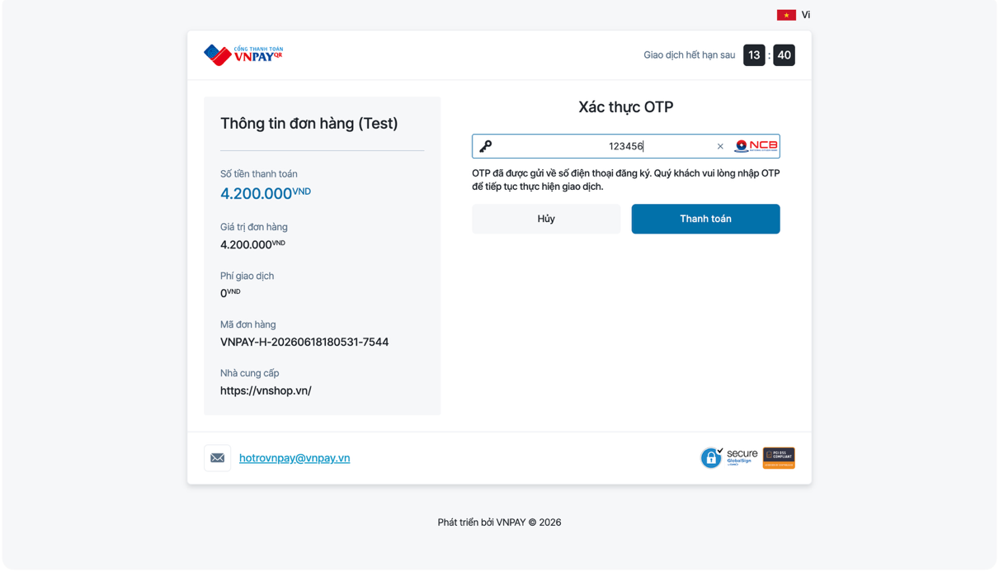 Vi
CỔNG THANH TOÁN
VNPAYQR
Giao dịch hết hạn sau 13 : 40
Thông tin đơn hàng (Test)
Số tiền thanh toán
4.200.000VND
Giá trị đơn hàng
4.200.000VND
Phí giao dịch
0VND
Mã đơn hàng
VNPAY-H-20260618180531-7544
Nhà cung cấp
https://vnshop.vn/
Xác thực OTP
123456
NCB
OTP đã được gửi về số điện thoại đăng ký. Quý khách vui lòng nhập OTP
để tiếp tục thực hiện giao dịch.
Hủy
Thanh toán
hotrovnpay@vnpay.vn
secure
GlobalSign
PCI DSS
COMPLIANT
Phát triển bởi VNPAY © 2026